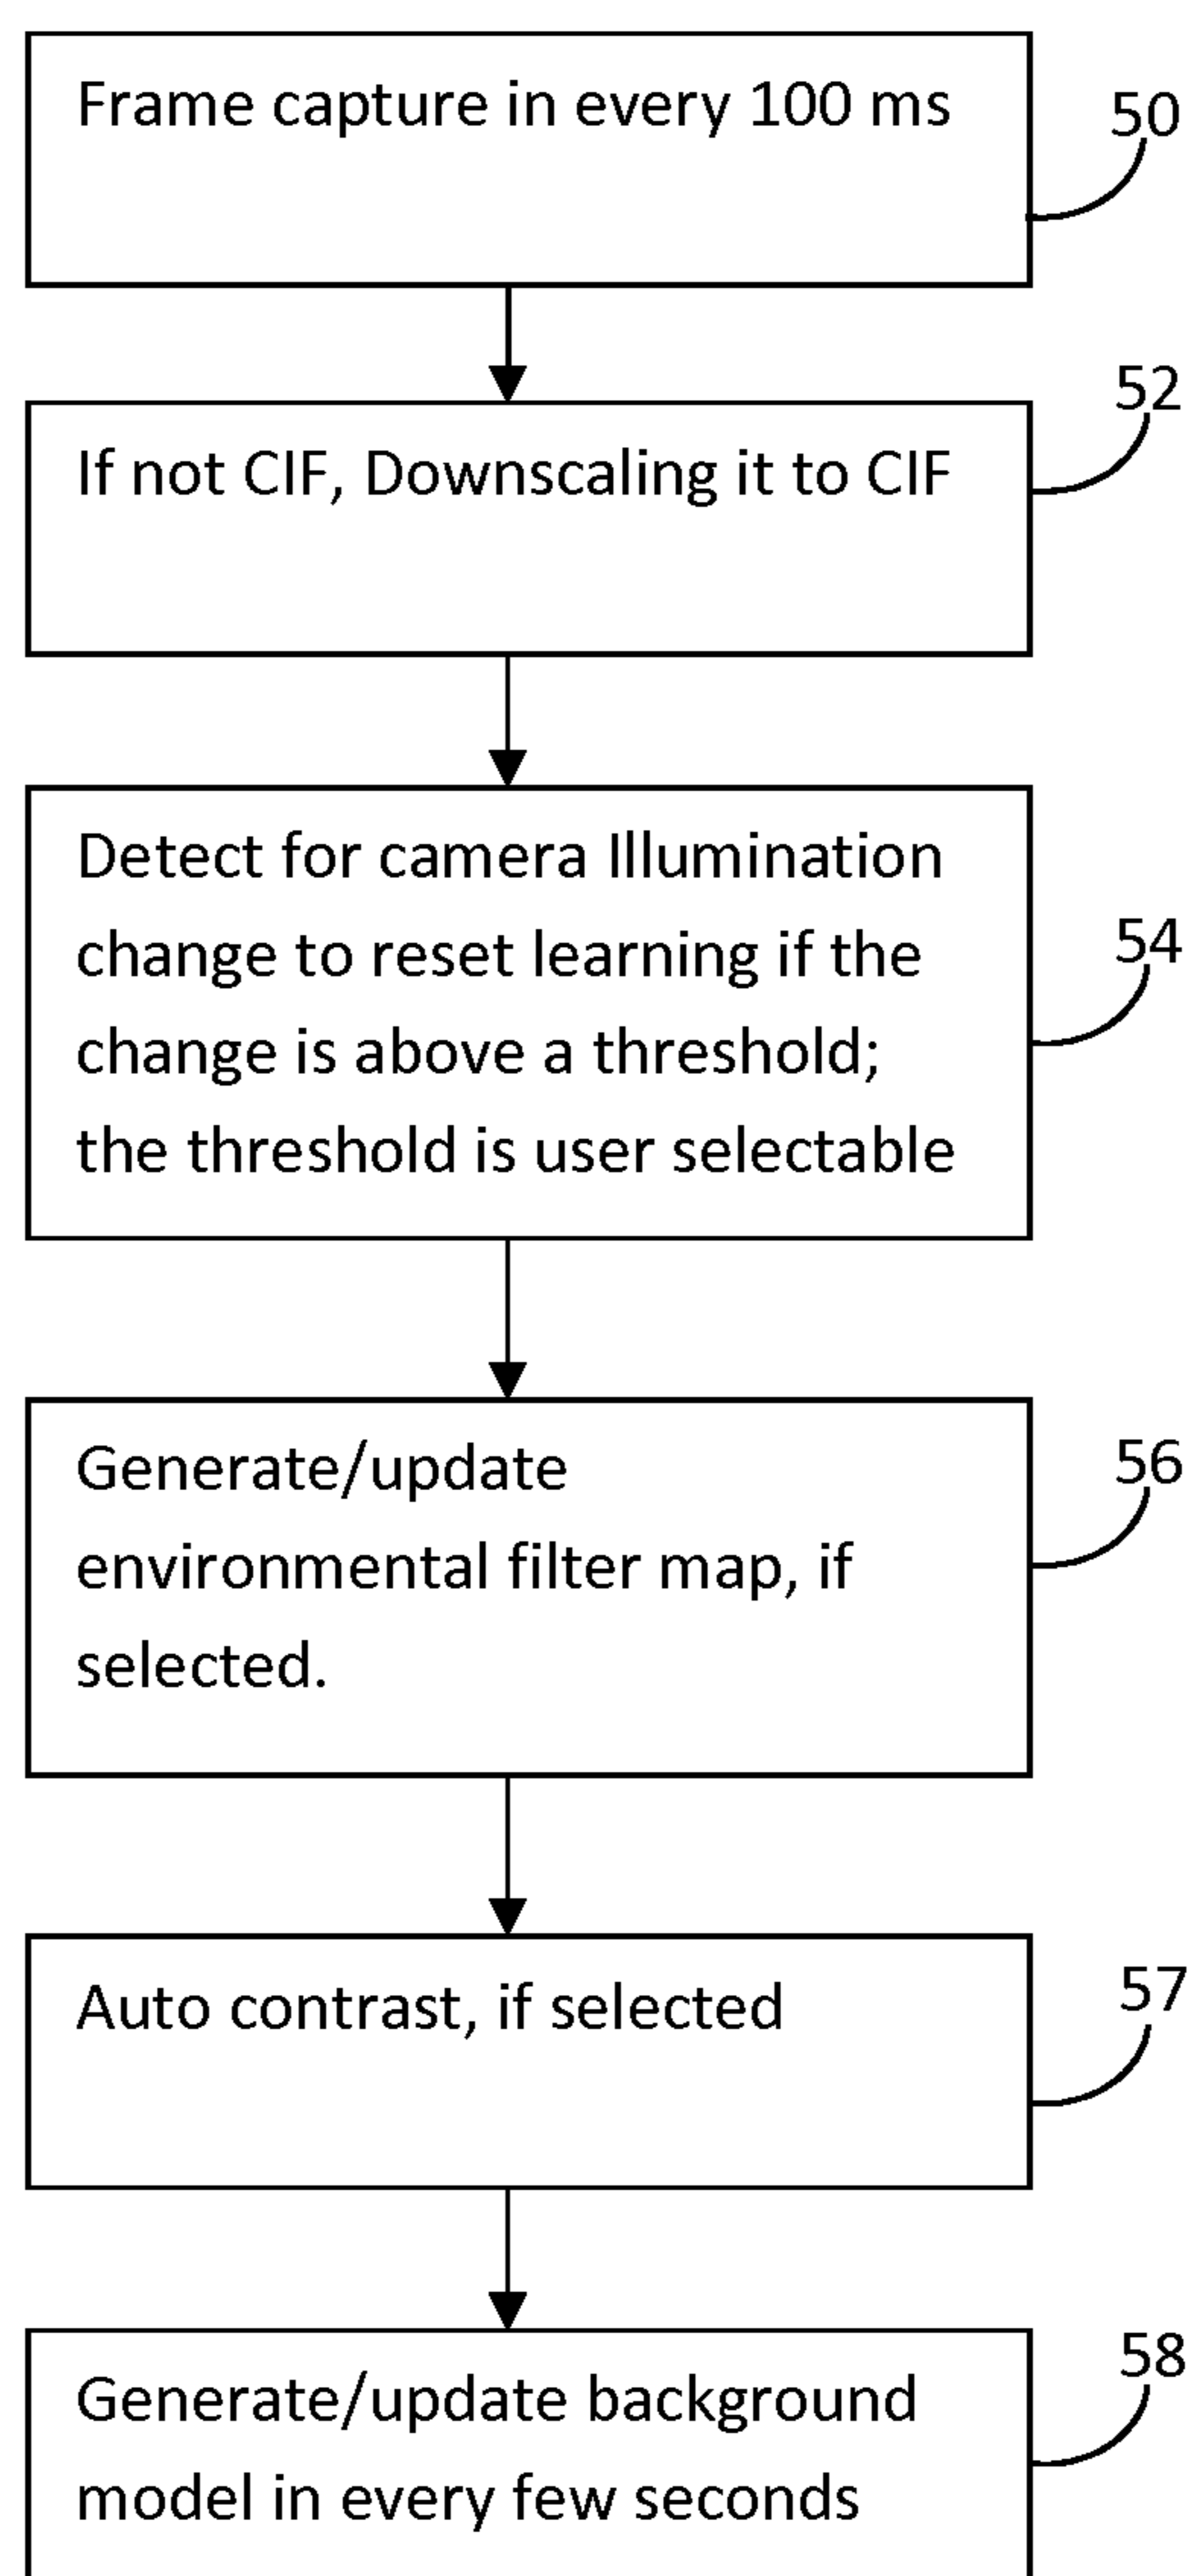 Frame capture in every 100 ms
50
If not CIF, Downscaling it to CIF
52
Detect for camera Illumination
change to reset learning if the
change is above a threshold;
the threshold is user selectable
54
Generate/update
environmental filter map, if
selected.
56
Auto contrast, if selected
57
Generate/update background
model in every few seconds
58